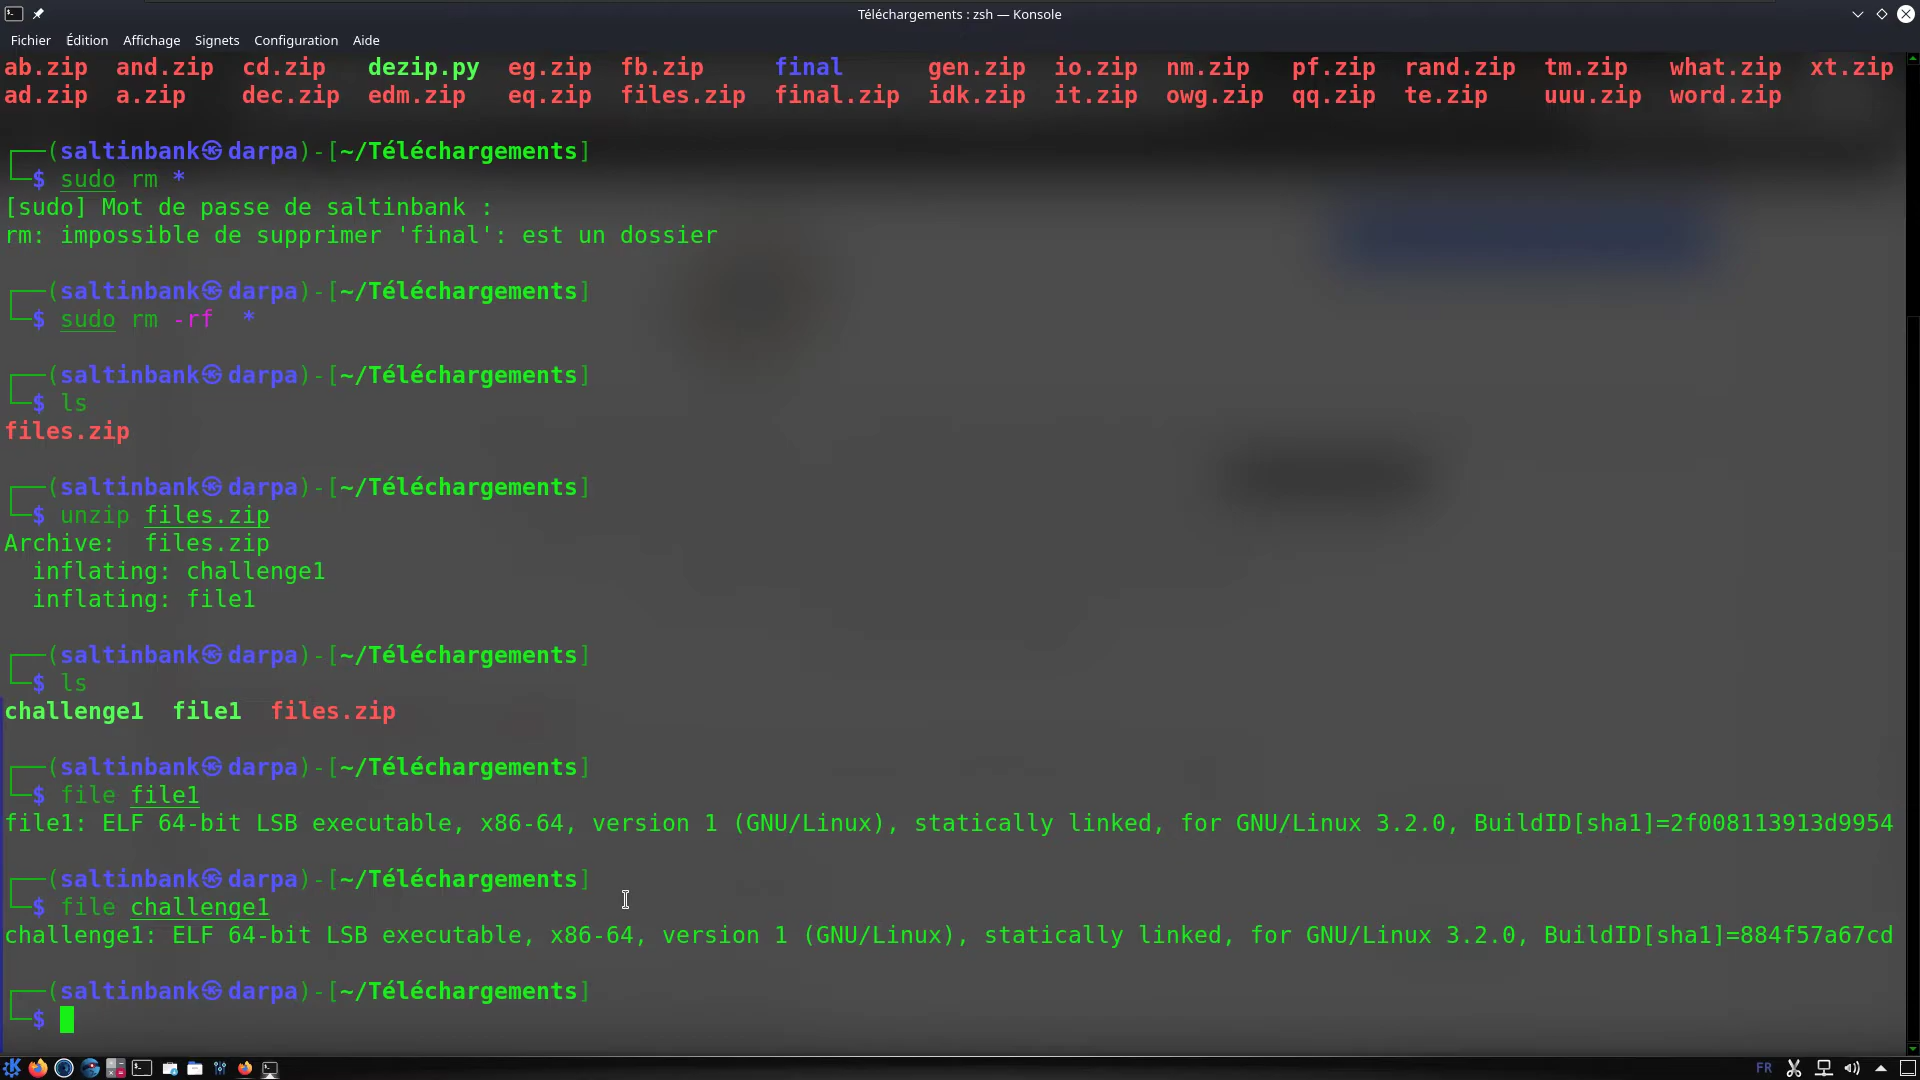 Téléchargements : zsh — Konsole
Fichier Édition Affichage Signets Configuration Aide
ab.zip and.zip cd.zip dezip.py eg.zip fb.zip final gen.zip io.zip nm.zip pf.zip rand.zip tm.zip what.zip xt.zip
ad.zip a.zip dec.zip edm.zip eq.zip files.zip final.zip idk.zip it.zip owg.zip qq.zip te.zip uuu.zip word.zip
┌──(saltinbank㉿darpa)-[~/Téléchargements]
└─$ sudo rm *
[sudo] Mot de passe de saltinbank :
rm: impossible de supprimer 'final': est un dossier
┌──(saltinbank㉿darpa)-[~/Téléchargements]
└─$ sudo rm -rf  *
┌──(saltinbank㉿darpa)-[~/Téléchargements]
└─$ ls
files.zip
┌──(saltinbank㉿darpa)-[~/Téléchargements]
└─$ unzip files.zip
Archive:  files.zip
  inflating: challenge1
  inflating: file1
┌──(saltinbank㉿darpa)-[~/Téléchargements]
└─$ ls
challenge1  file1  files.zip
┌──(saltinbank㉿darpa)-[~/Téléchargements]
└─$ file file1
file1: ELF 64-bit LSB executable, x86-64, version 1 (GNU/Linux), statically linked, for GNU/Linux 3.2.0, BuildID[sha1]=2f008113913d9954
┌──(saltinbank㉿darpa)-[~/Téléchargements]
└─$ file challenge1
challenge1: ELF 64-bit LSB executable, x86-64, version 1 (GNU/Linux), statically linked, for GNU/Linux 3.2.0, BuildID[sha1]=884f57a67cd
┌──(saltinbank㉿darpa)-[~/Téléchargements]
└─$
FR